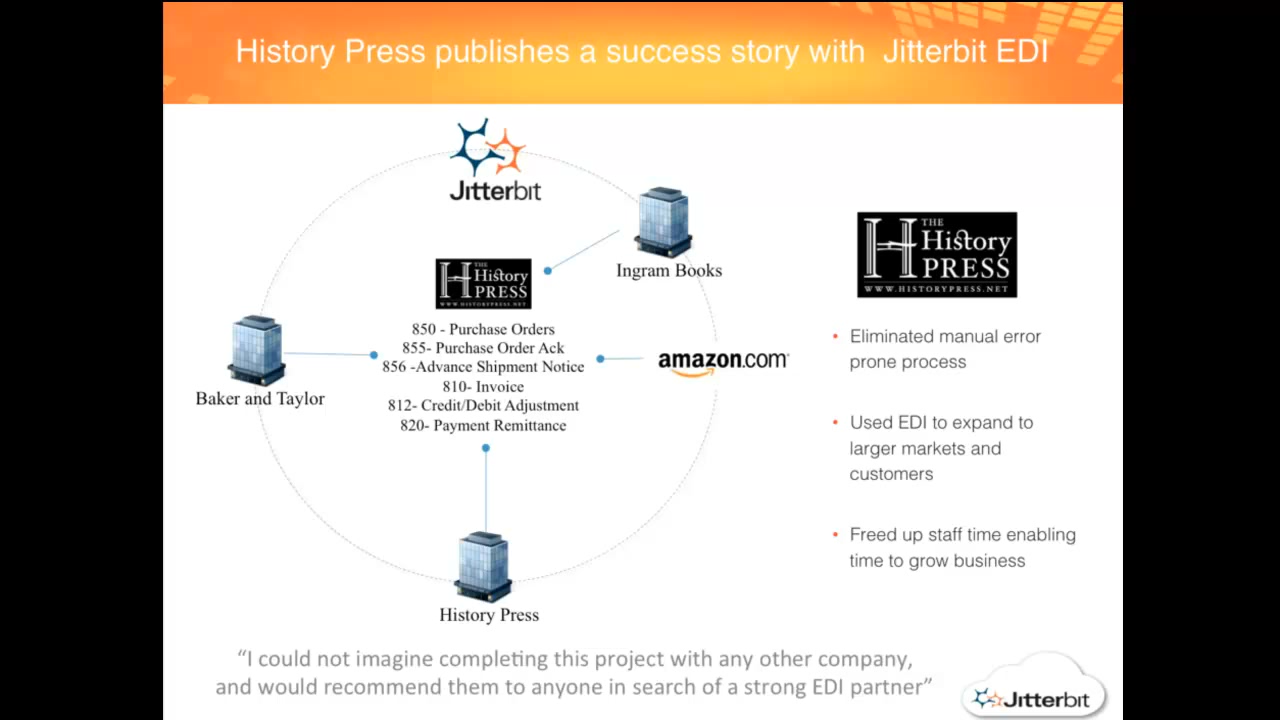 History Press publishes a success story with Jitterbit EDI
Jitterbit
Ingram Books
THE
History
PRESS
WWW.HISTORYPRESS.NET
850 - Purchase Orders
855- Purchase Order Ack
856 -Advance Shipment Notice
810- Invoice
812- Credit/Debit Adjustment
820- Payment Remittance
amazon.com
Baker and Taylor
History Press
THE
History
PRESS
WWW.HISTORYPRESS.NET
• Eliminated manual error
prone process
• Used EDI to expand to
larger markets and
customers
• Freed up staff time enabling
time to grow business
“I could not imagine completing this project with any other company,
and would recommend them to anyone in search of a strong EDI partner”
Jitterbit